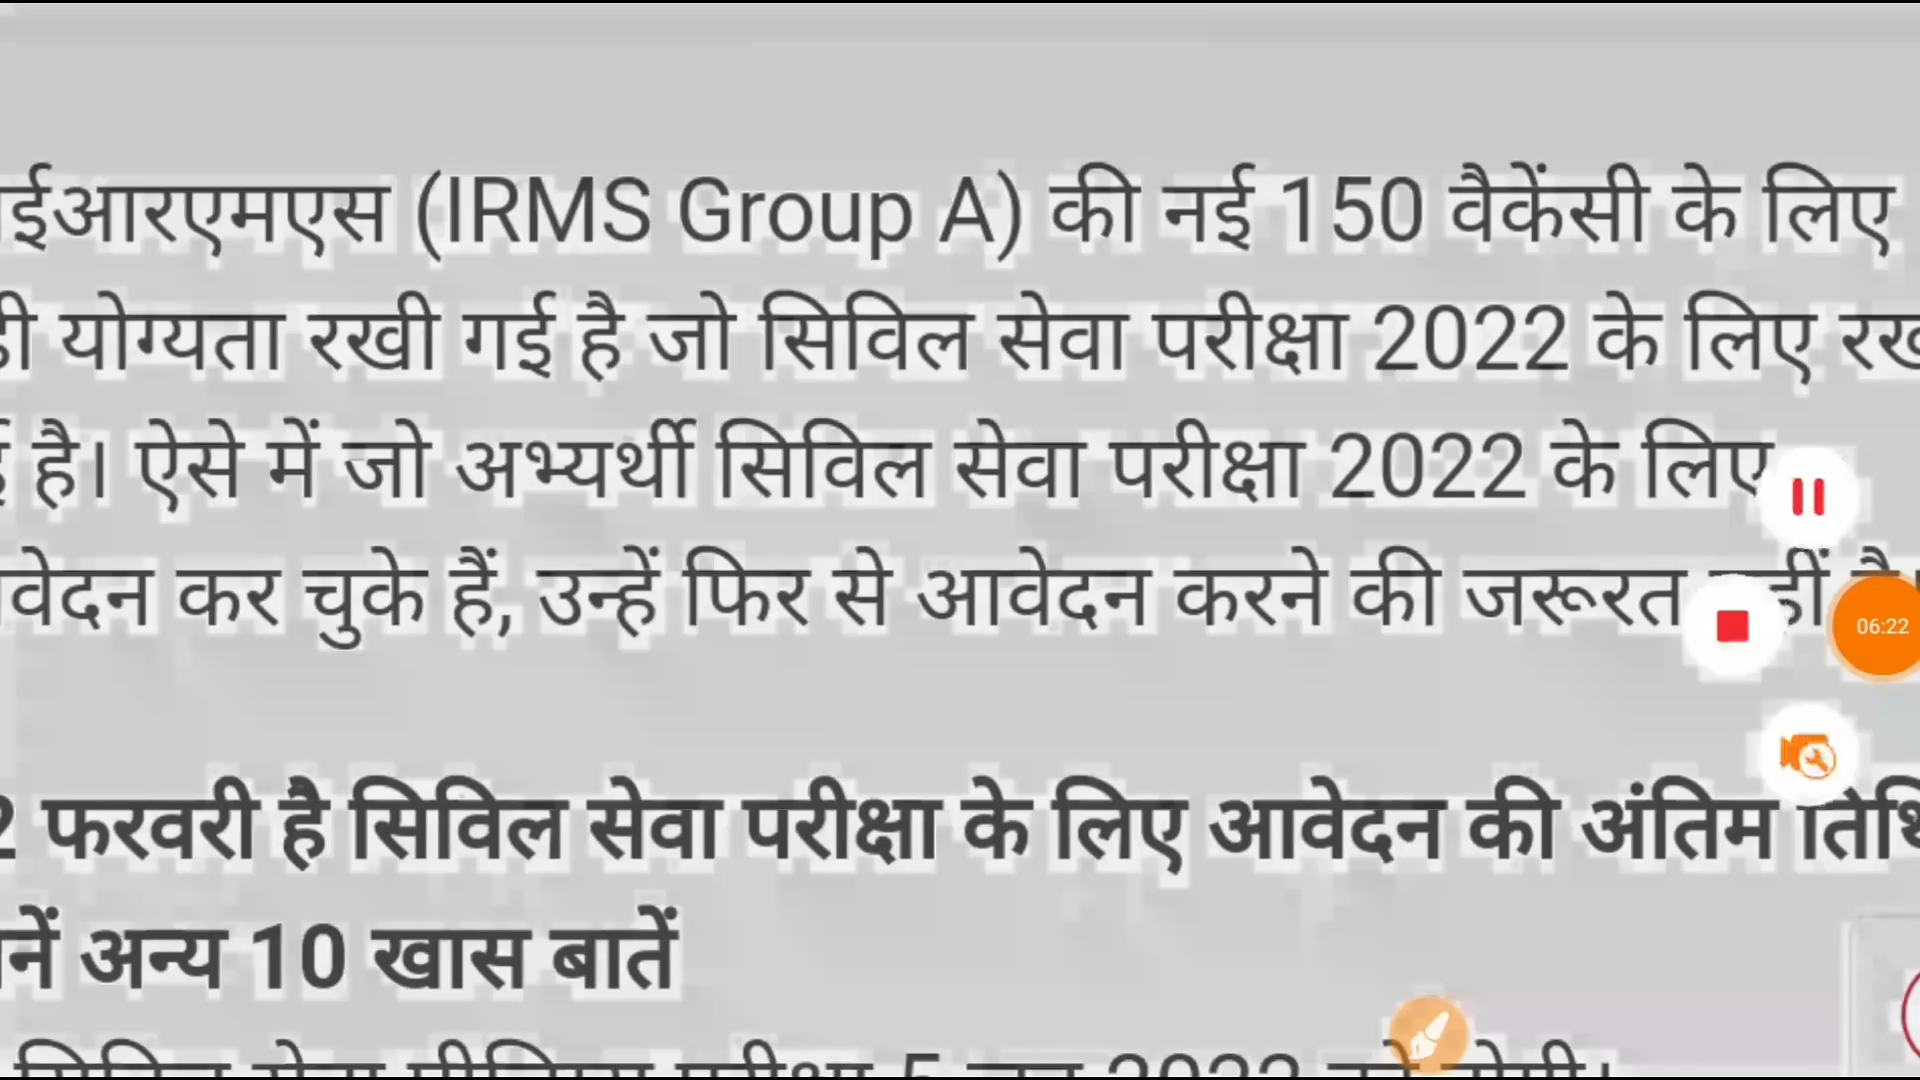 ईआरएमएस (IRMS Group A) की नई 150 वैकेंसी के लिए
योग्यता रखी गई है जो सिविल सेवा परीक्षा 2022 के लिए
है। ऐसे में जो अभ्यर्थी सिविल सेवा परीक्षा 2022 के लिए
वेदन कर चुके हैं, उन्हें फिर से आवेदन करने की जरूरत
06:22
2 फरवरी है सिविल सेवा परीक्षा के लिए आवेदन की अंतिम
अन्य 10 खास बातें